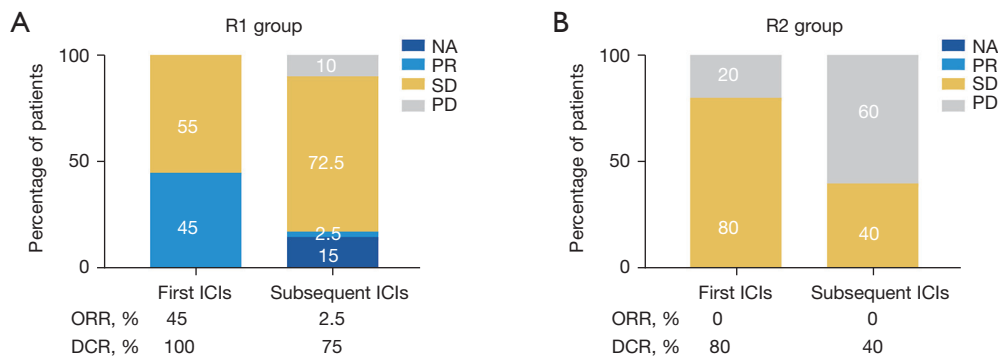 A
R1 group
Percentage of patients
100
50
0
10
72.5
2.5
15
55
45
NA
PR
SD
PD
First ICIs Subsequent ICIs
ORR, % 45 2.5
DCR, % 100 75
B
R2 group
Percentage of patients
100
50
0
20
80
60
40
NA
PR
SD
PD
First ICIs Subsequent ICIs
ORR, % 0 0
DCR, % 80 40